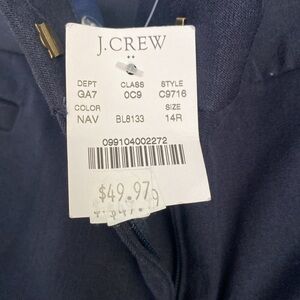 J.CREW
DEPT CLASS STYLE
GA7 0C9 C9716
COLOR SIZE
NAV BL8133 14R
099104002272
$49.97